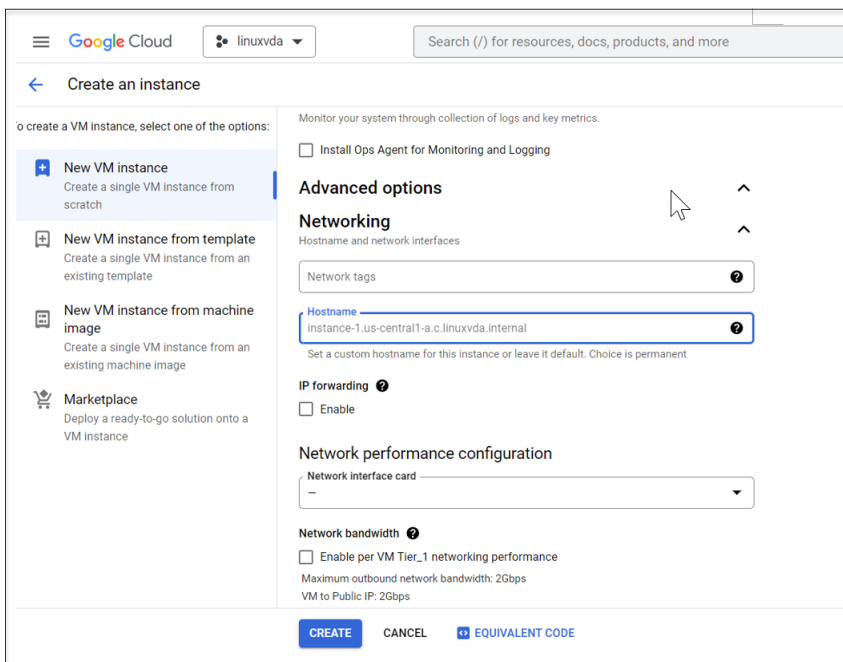 Google Cloud
linuxvda
Search (/) for resources, docs, products, and more
Create an instance
o create a VM instance, select one of the options:
New VM instance
Create a single VM instance from
scratch
New VM instance from template
Create a single VM instance from an
existing template
New VM instance from machine
image
Create a single VM instance from an
existing machine image
Marketplace
Deploy a ready-to-go solution onto a
VM instance
Monitor your system through collection of logs and key metrics.
Install Ops Agent for Monitoring and Logging
Advanced options
Networking
Hostname and network interfaces
Network tags
Hostname
instance-1.us-central1-a.c.linuxvda.internal
Set a custom hostname for this instance or leave it default. Choice is permanent
IP forwarding
Enable
Network performance configuration
Network interface card
–
Network bandwidth
Enable per VM Tier_1 networking performance
Maximum outbound network bandwidth: 2Gbps
VM to Public IP: 2Gbps
CREATE
CANCEL
EQUIVALENT CODE